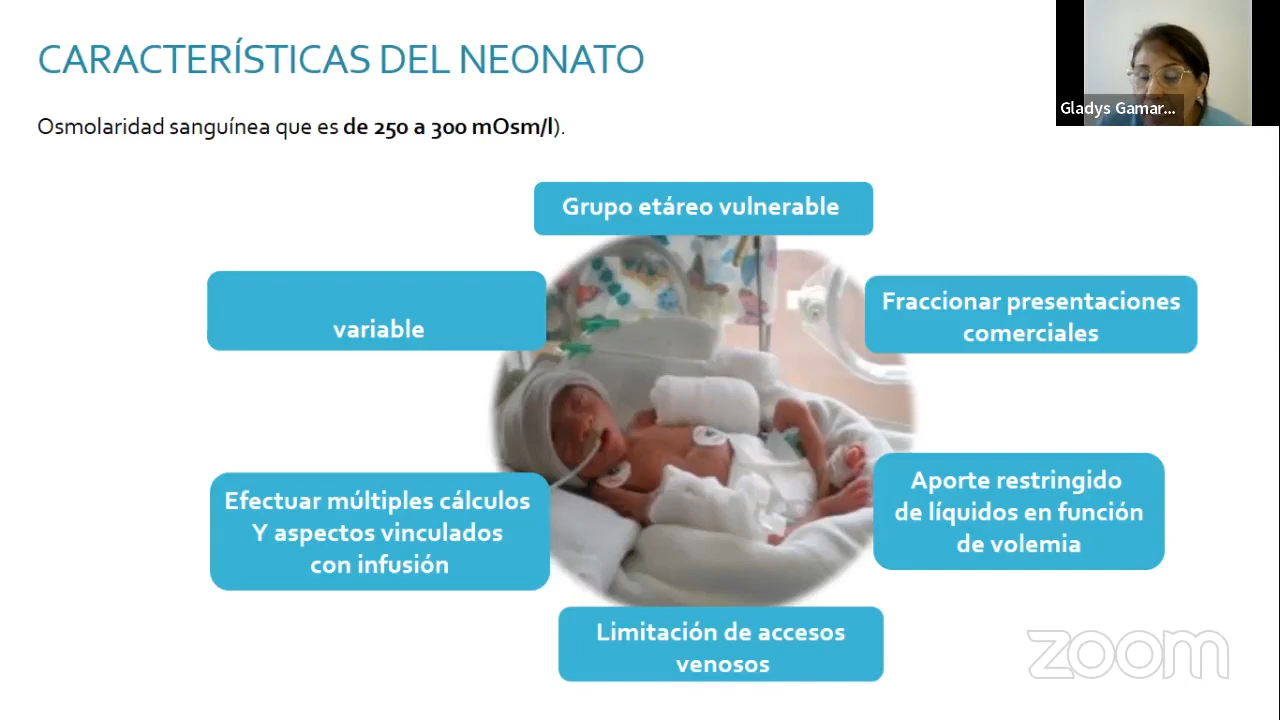 CARACTERÍSTICAS DEL NEONATO
Osmolaridad sanguínea que es de 250 a 300 mOsm/l).
Gladys Gamar...
Grupo etáreo vulnerable
variable
Fraccionar presentaciones
comerciales
Efectuar múltiples cálculos
Y aspectos vinculados
con infusión
Aporte restringido
de líquidos en función
de volemia
Limitación de accesos
venosos
zoom